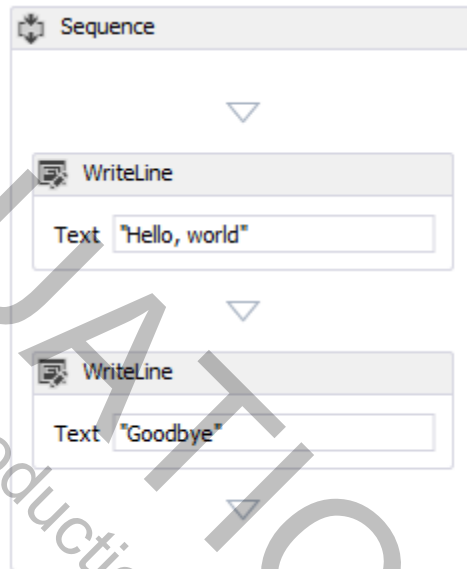 Sequence
WriteLine
Text "Hello, world"
WriteLine
Text "Goodbye"